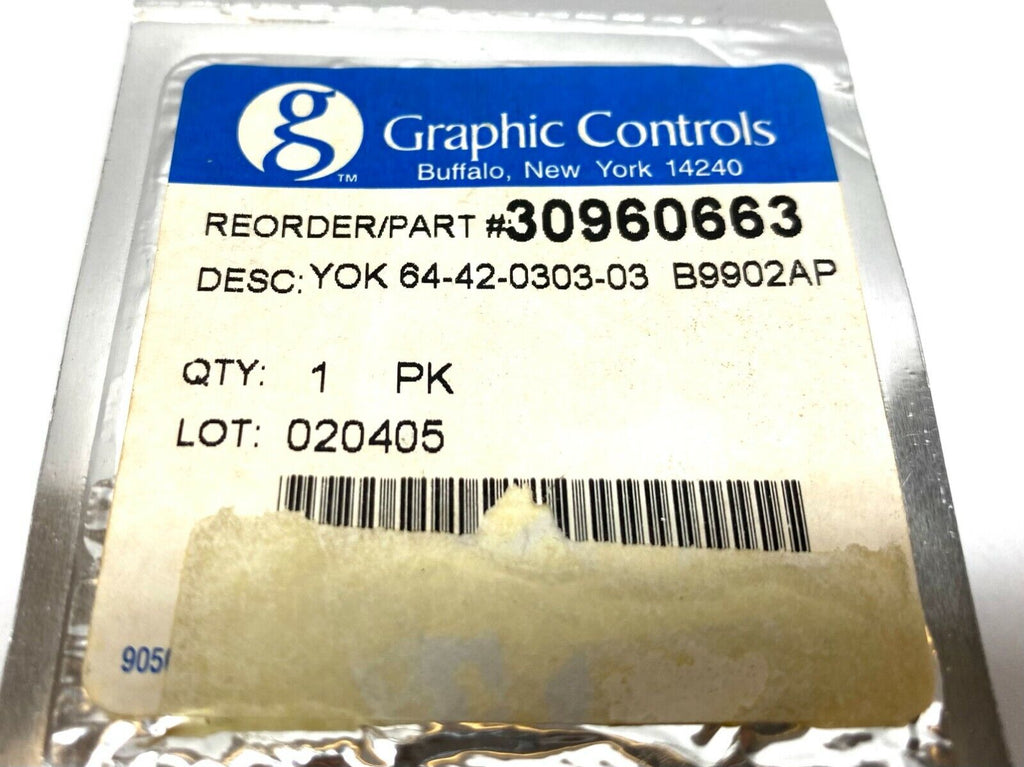 g
TM
Graphic Controls
Buffalo, New York 14240
REORDER/PART #:30960663
DESC: YOK 64-42-0303-03 B9902AP
QTY: 1 PK
LOT: 020405
905